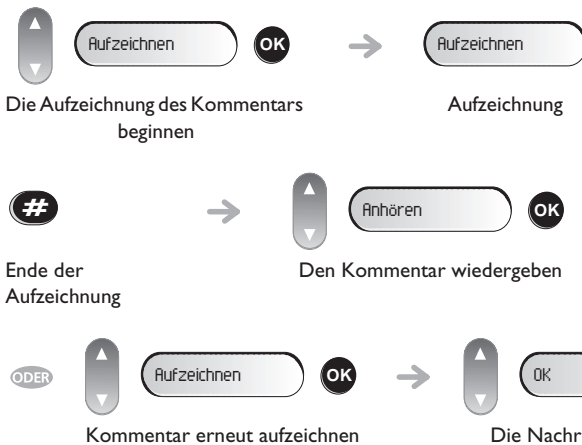 Aufzeichnen OK Aufzeichnen
Die Aufzeichnung des Kommentars beginnen
Aufzeichnung
# Anhören OK
Ende der Aufzeichnung
Den Kommentar wiedergeben
ODER Aufzeichnen OK OK
Kommentar erneut aufzeichnen
Die